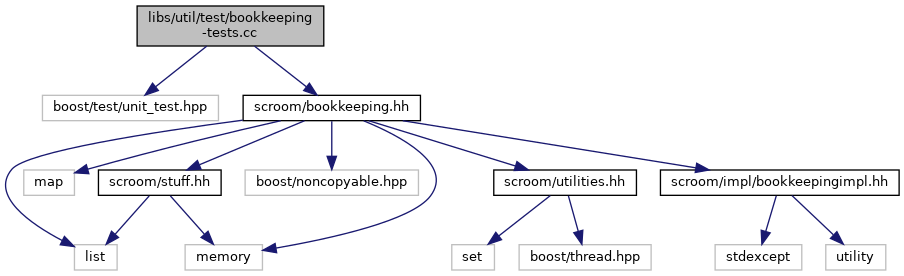 libs/util/test/bookkeeping
-tests.cc
boost/test/unit_test.hpp
scroom/bookkeeping.hh
map
scroom/stuff.hh
boost/noncopyable.hpp
scroom/utilities.hh
scroom/impl/bookkeepingimpl.hh
list
memory
set
boost/thread.hpp
stdexcept
utility